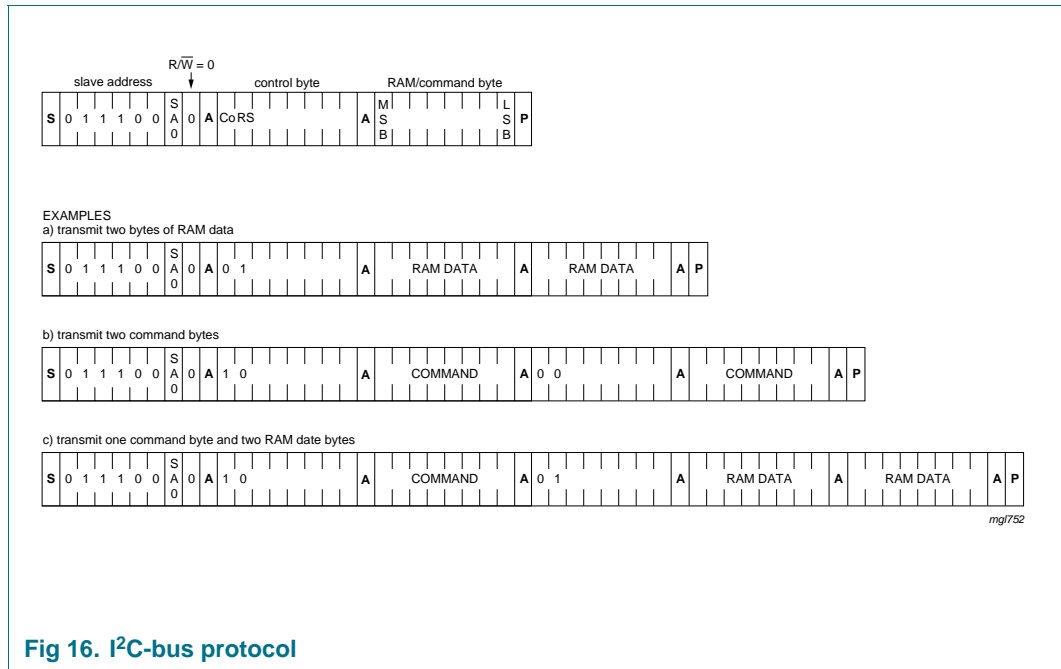 R/W = 0
slave address control byte RAM/command byte
S 0 1 1 1 0 0 SA0 0 A Co RS A MSB LSB P
EXAMPLES
a) transmit two bytes of RAM data
S 0 1 1 1 0 0 SA0 0 A 0 1 A RAM DATA A RAM DATA A P
b) transmit two command bytes
S 0 1 1 1 0 0 SA0 0 A 1 0 A COMMAND A 0 0 A COMMAND A P
c) transmit one command byte and two RAM date bytes
S 0 1 1 1 0 0 SA0 0 A 1 0 A COMMAND A 0 1 A RAM DATA A RAM DATA A P
mgl752
Fig 16. I²C-bus protocol